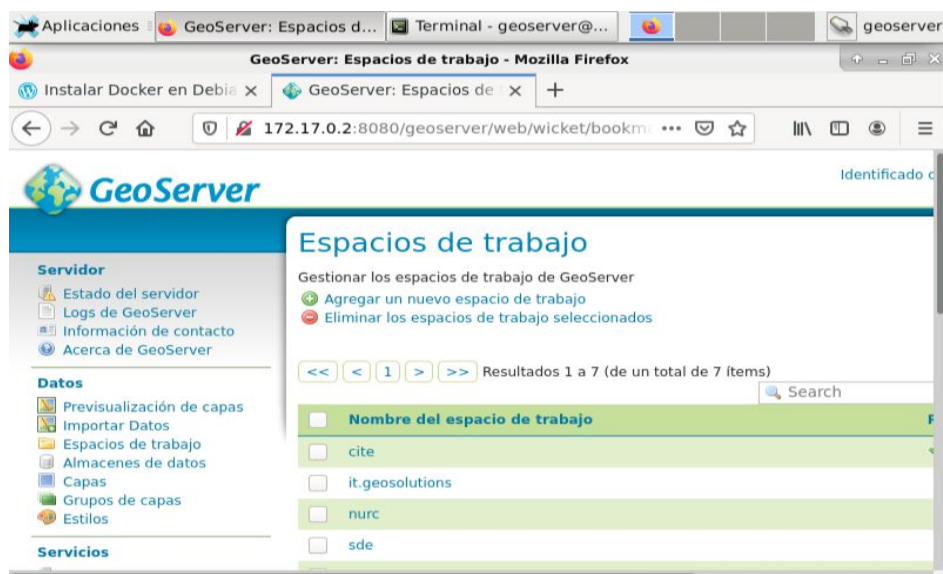 Aplicaciones
GeoServer: Espacios d...
Terminal - geoserver@...
geoserver
GeoServer: Espacios de trabajo - Mozilla Firefox
Instalar Docker en Debia
GeoServer: Espacios de
172.17.0.2:8080/geoserver/web/wicket/bookm
GeoServer
Identificado c
Espacios de trabajo
Gestionar los espacios de trabajo de GeoServer
Agregar un nuevo espacio de trabajo
Eliminar los espacios de trabajo seleccionados
Servidor
Estado del servidor
Logs de GeoServer
Información de contacto
Acerca de GeoServer
Datos
Previsualización de capas
Importar Datos
Espacios de trabajo
Almacenes de datos
Capas
Grupos de capas
Estilos
Servicios
<< < 1 > >> Resultados 1 a 7 (de un total de 7 ítems)
Search
Nombre del espacio de trabajo
cite
it.geosolutions
nurc
sde